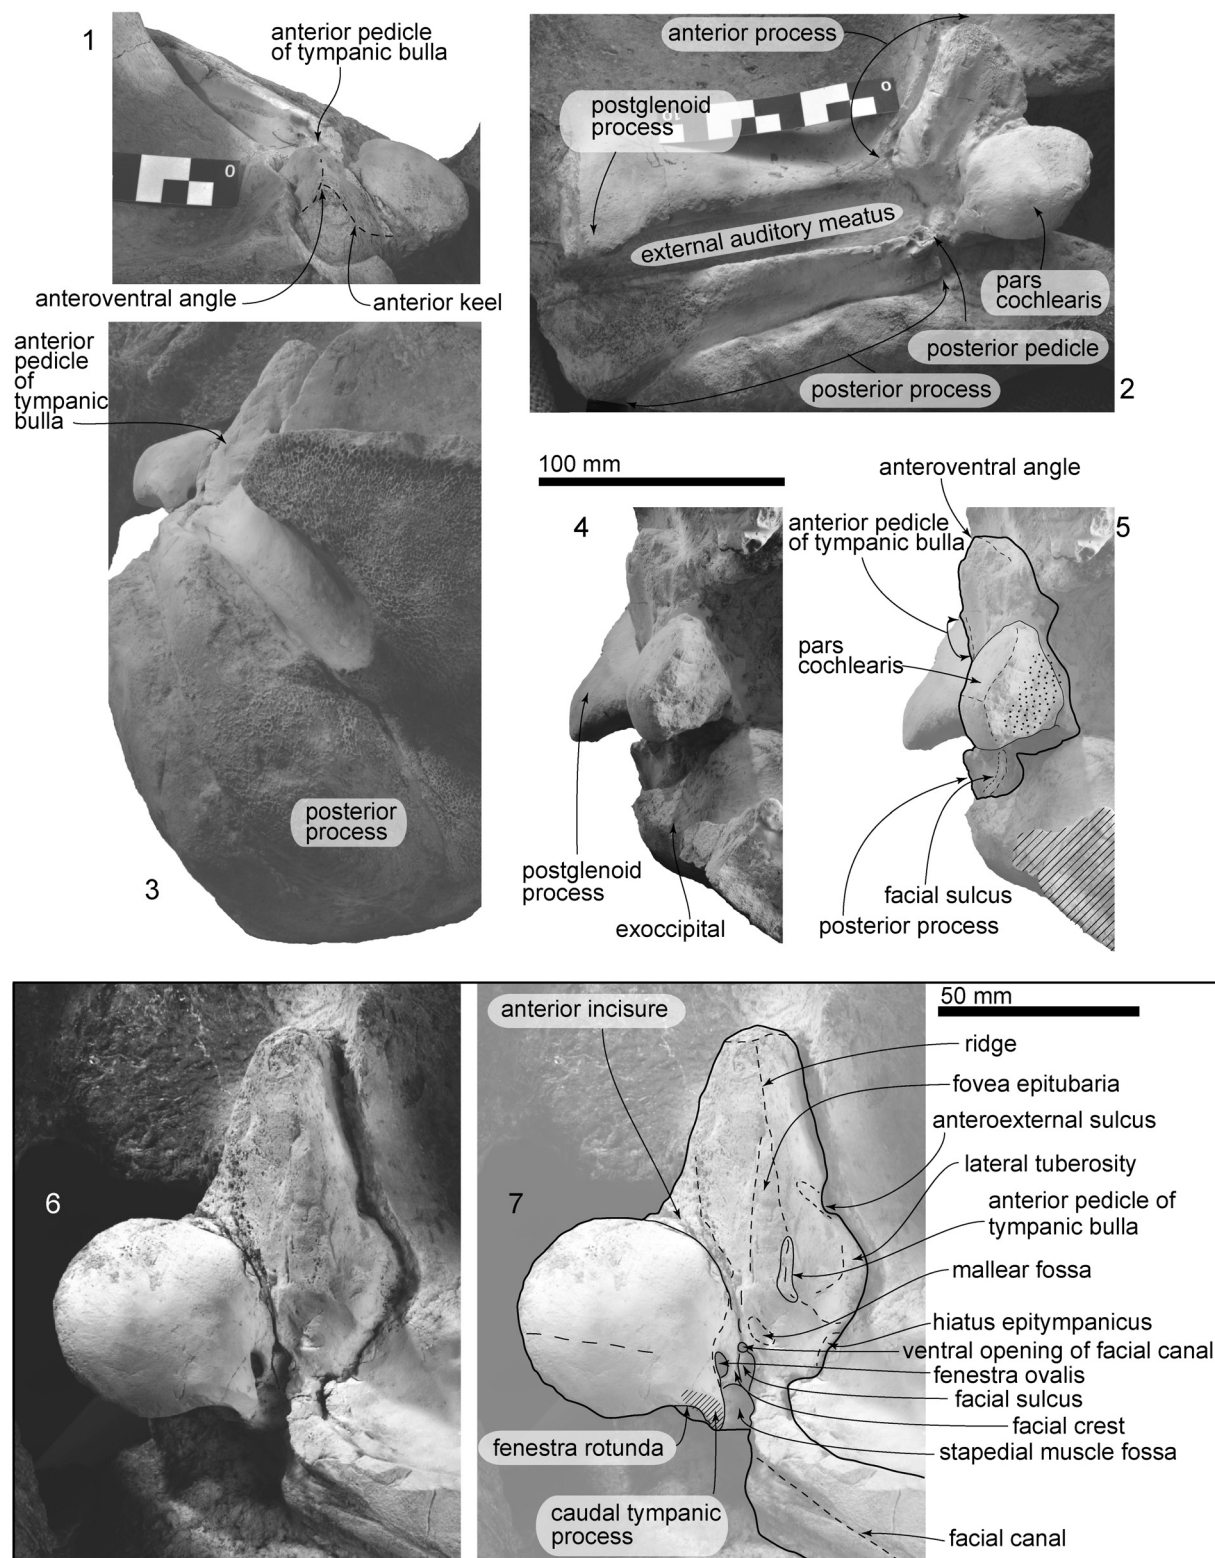 1
anterior pedicle
of tympanic bulla
0
anteroventral angle
anterior keel
anterior process
postglenoid
process
10
0
external auditory meatus
pars
cochlearis
posterior pedicle
posterior process
2
anterior
pedicle
of
tympanic
bulla
posterior
process
3
100 mm
4
postglenoid
process
exoccipital
anteroventral angle
5
anterior pedicle
of tympanic bulla
pars
cochlearis
facial sulcus
posterior process
6
7
50 mm
anterior incisure
ridge
fovea epitubaria
anteroexternal sulcus
lateral tuberosity
anterior pedicle of
tympanic bulla
mallear fossa
hiatus epitympanicus
ventral opening of facial canal
fenestra ovalis
facial sulcus
facial crest
stapedial muscle fossa
fenestra rotunda
caudal tympanic
process
facial canal